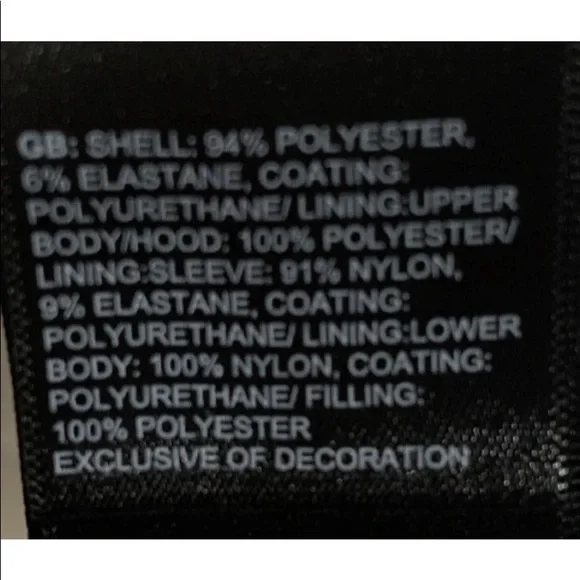 GB: SHELL: 94% POLYESTER,
6% ELASTANE, COATING:
POLYURETHANE/ LINING:UPPER
BODY/HOOD: 100% POLYESTER/
LINING:SLEEVE: 91% NYLON,
9% ELASTANE, COATING:
POLYURETHANE/ LINING:LOWER
BODY: 100% NYLON, COATING:
POLYURETHANE/ FILLING:
100% POLYESTER
EXCLUSIVE OF DECORATION